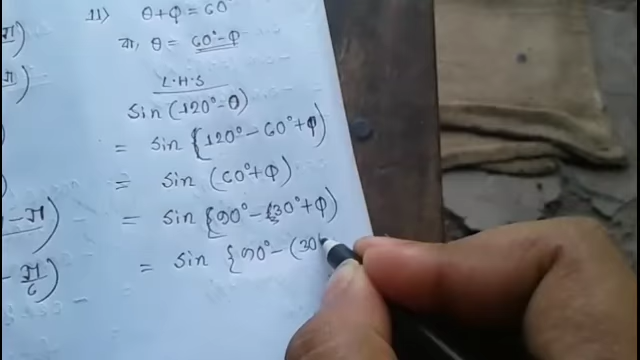 11> θ+φ=60°
বা, θ = 60°-φ
L.H.S
sin (120°-θ)
= sin {120°-60°+φ)
= sin (60°+φ)
= sin {90°-30°+φ)
= sin {90°-(30